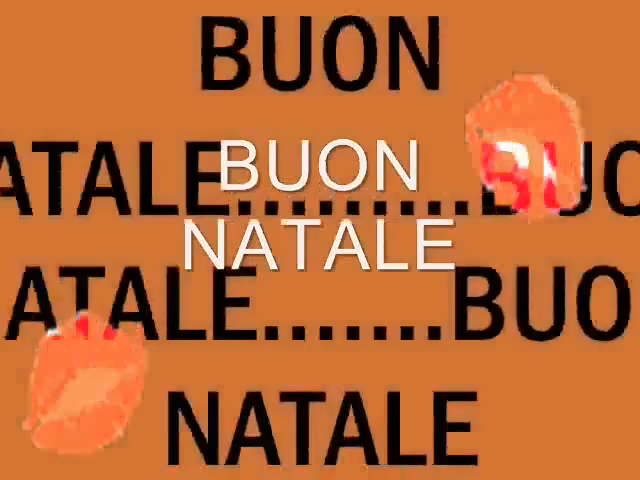 BUON
ATALE.........BUO
BUON
NATALE
ATALE.......BUO
NATALE